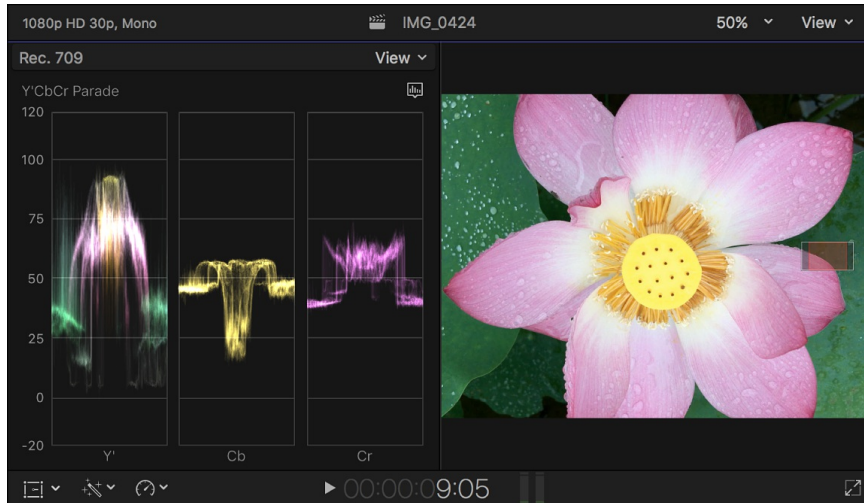 1080p HD 30p, Mono
IMG_0424
50%
View
Rec. 709
View
Y'CbCr Parade
120
100
75
50
25
0
-20
Y'
Cb
Cr
00:00:09:05